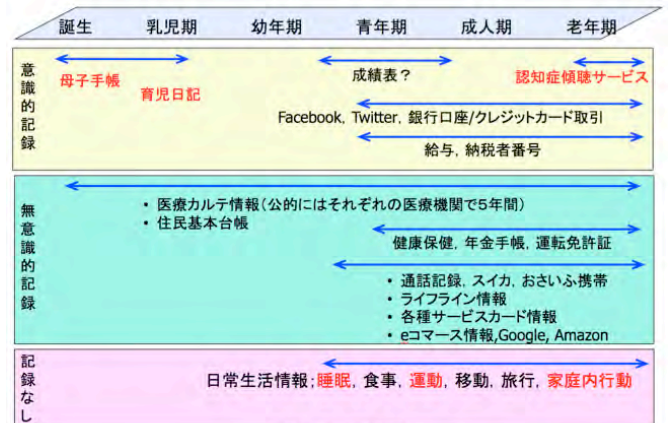 誕生 乳児期 幼年期 青年期 成人期 老年期
意識的記録
母子手帳
育児日記
成績表？
認知症傾聴サービス
Facebook, Twitter, 銀行口座/クレジットカード取引
給与, 納税者番号
無意識的記録
• 医療カルテ情報(公的にはそれぞれの医療機関で5年間)
• 住民基本台帳
健康保健, 年金手帳, 運転免許証
• 通話記録, スイカ, おさいふ携帯
• ライフライン情報
• 各種サービスカード情報
• eコマース情報,Google, Amazon
記録なし
日常生活情報;睡眠, 食事, 運動, 移動, 旅行, 家庭内行動